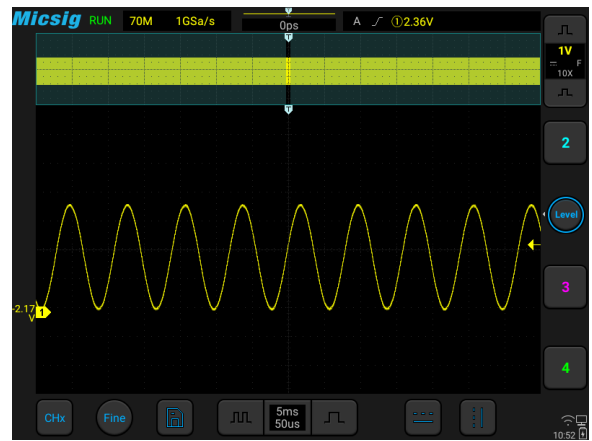 Micsig RUN 70M 1GSa/s 0ps A ①2.36V
T
1V
F
10X
T
2
Level
3
-2.17
V
1
4
CHx Fine 5ms
50us
10:52